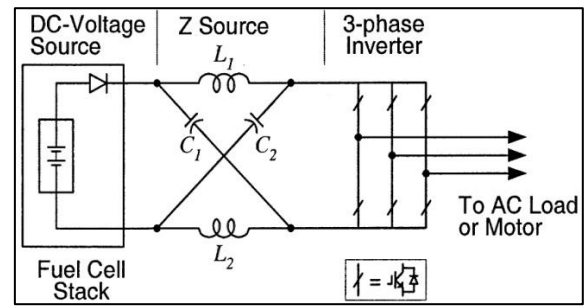 DC-Voltage
Source
Z Source
3-phase
Inverter
L1
C1
C2
L2
To AC Load
or Motor
Fuel Cell
Stack
=